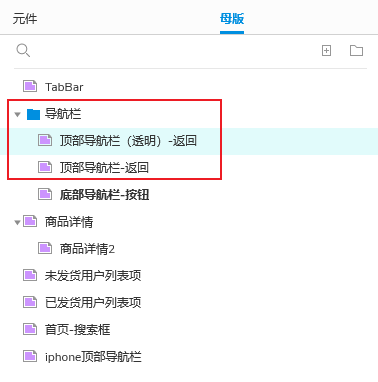 元件 母版
TabBar
导航栏
顶部导航栏（透明）-返回
顶部导航栏-返回
底部导航栏-按钮
商品详情
商品详情2
未发货用户列表项
已发货用户列表项
首页-搜索框
iphone顶部导航栏